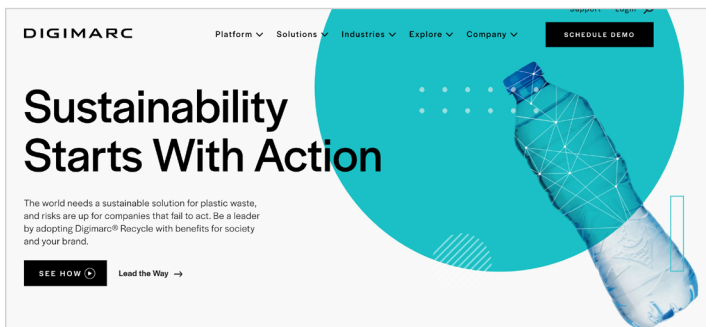 Support Login
DIGIMARC
Platform Solutions Industries Explore Company
SCHEDULE DEMO
Sustainability
Starts With Action
The world needs a sustainable solution for plastic waste,
and risks are up for companies that fail to act. Be a leader
by adopting Digimarc® Recycle with benefits for society
and your brand.
SEE HOW
Lead the Way →